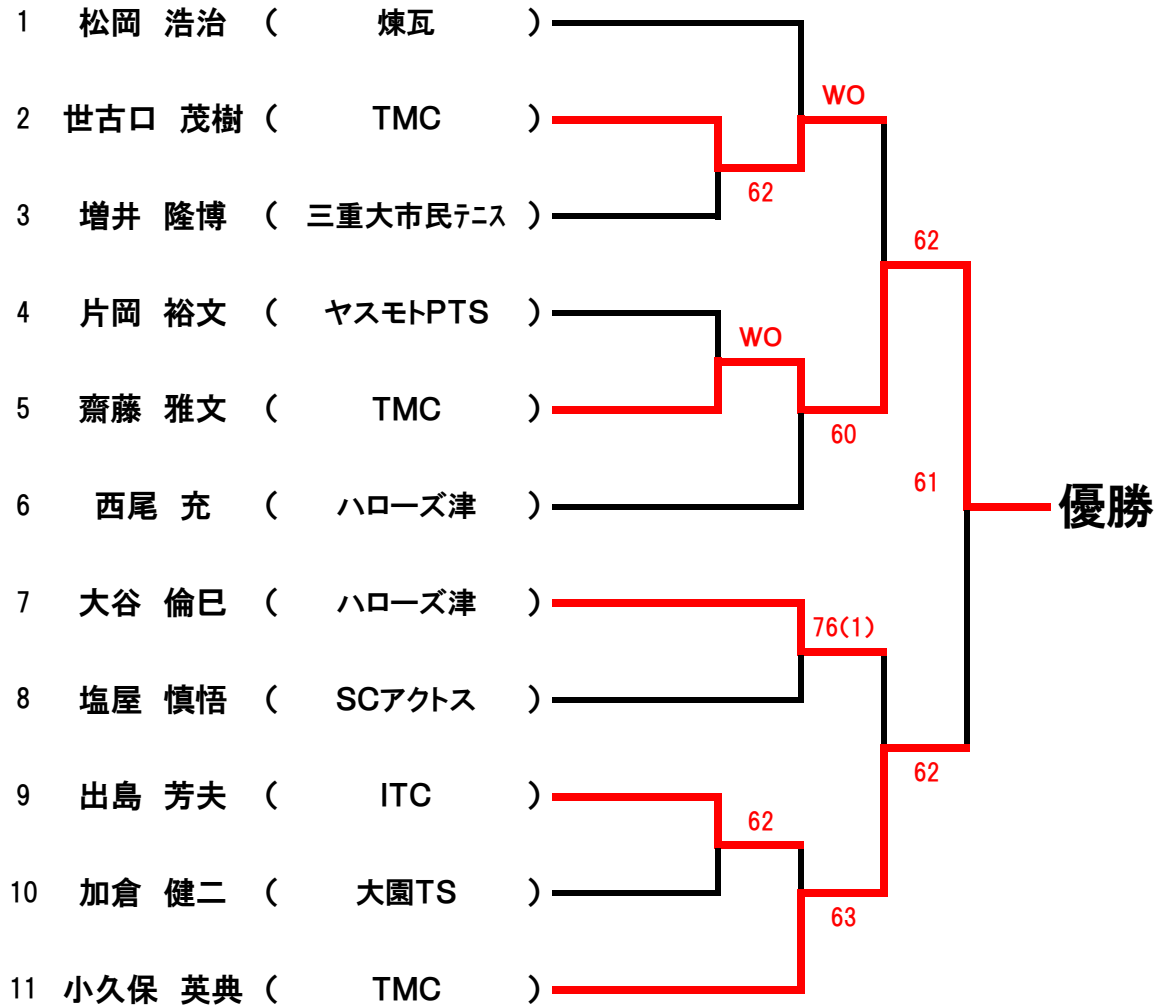 1 松岡 浩治 ( 煉瓦 )
WO
2 世古口 茂樹 ( TMC )
62
3 増井 隆博 ( 三重大市民テニス )
62
4 片岡 裕文 ( ヤスモトPTS )
WO
5 齋藤 雅文 ( TMC )
60
61
6 西尾 充 ( ハローズ津 )
優勝
7 大谷 倫巳 ( ハローズ津 )
76(1)
8 塩屋 慎悟 ( SCアクトス )
62
9 出島 芳夫 ( ITC )
62
10 加倉 健二 ( 大園TS )
63
11 小久保 英典 ( TMC )